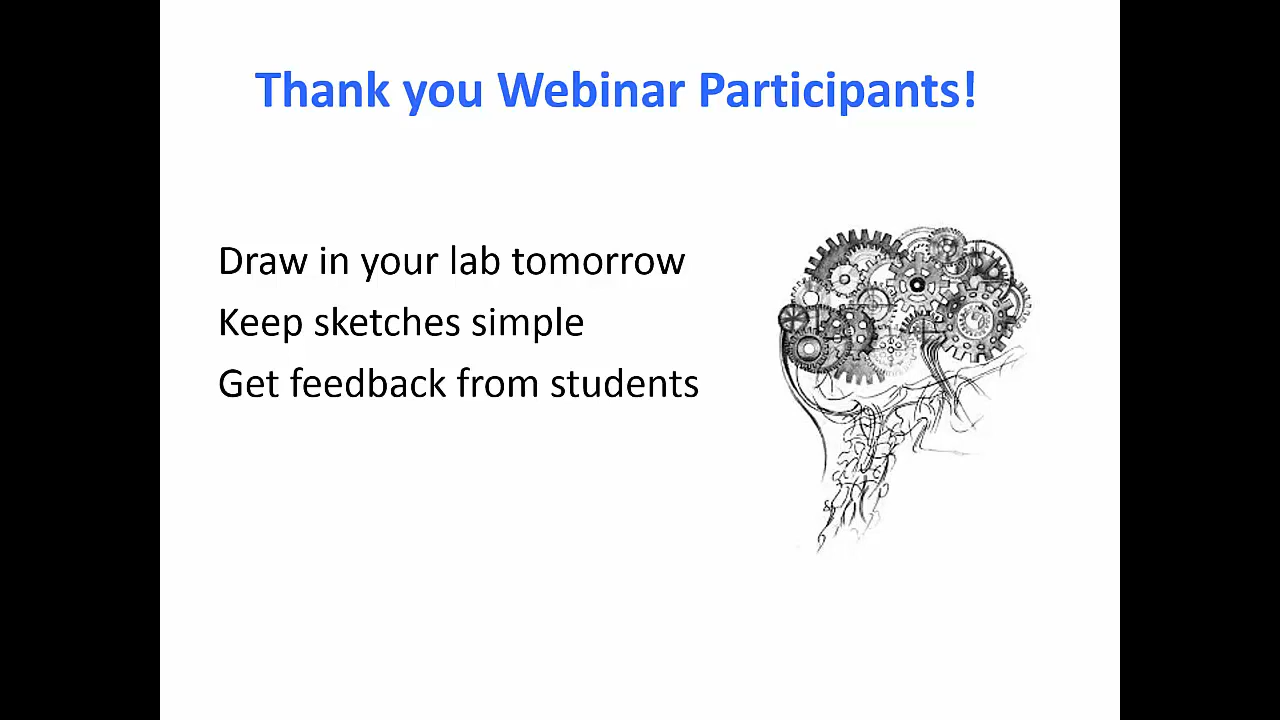 Thank you Webinar Participants!
Draw in your lab tomorrow
Keep sketches simple
Get feedback from students